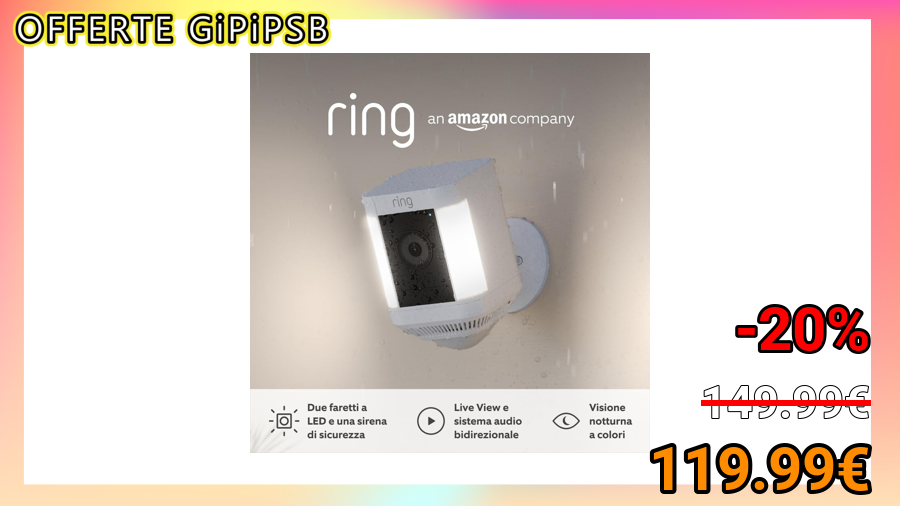 OFFERTE GiPiPSB
ring an amazon company
ring
-20%
149.99€
119.99€
Due faretti a
LED e una sirena
di sicurezza
Live View e
sistema audio
bidirezionale
Visione
notturna
a colori